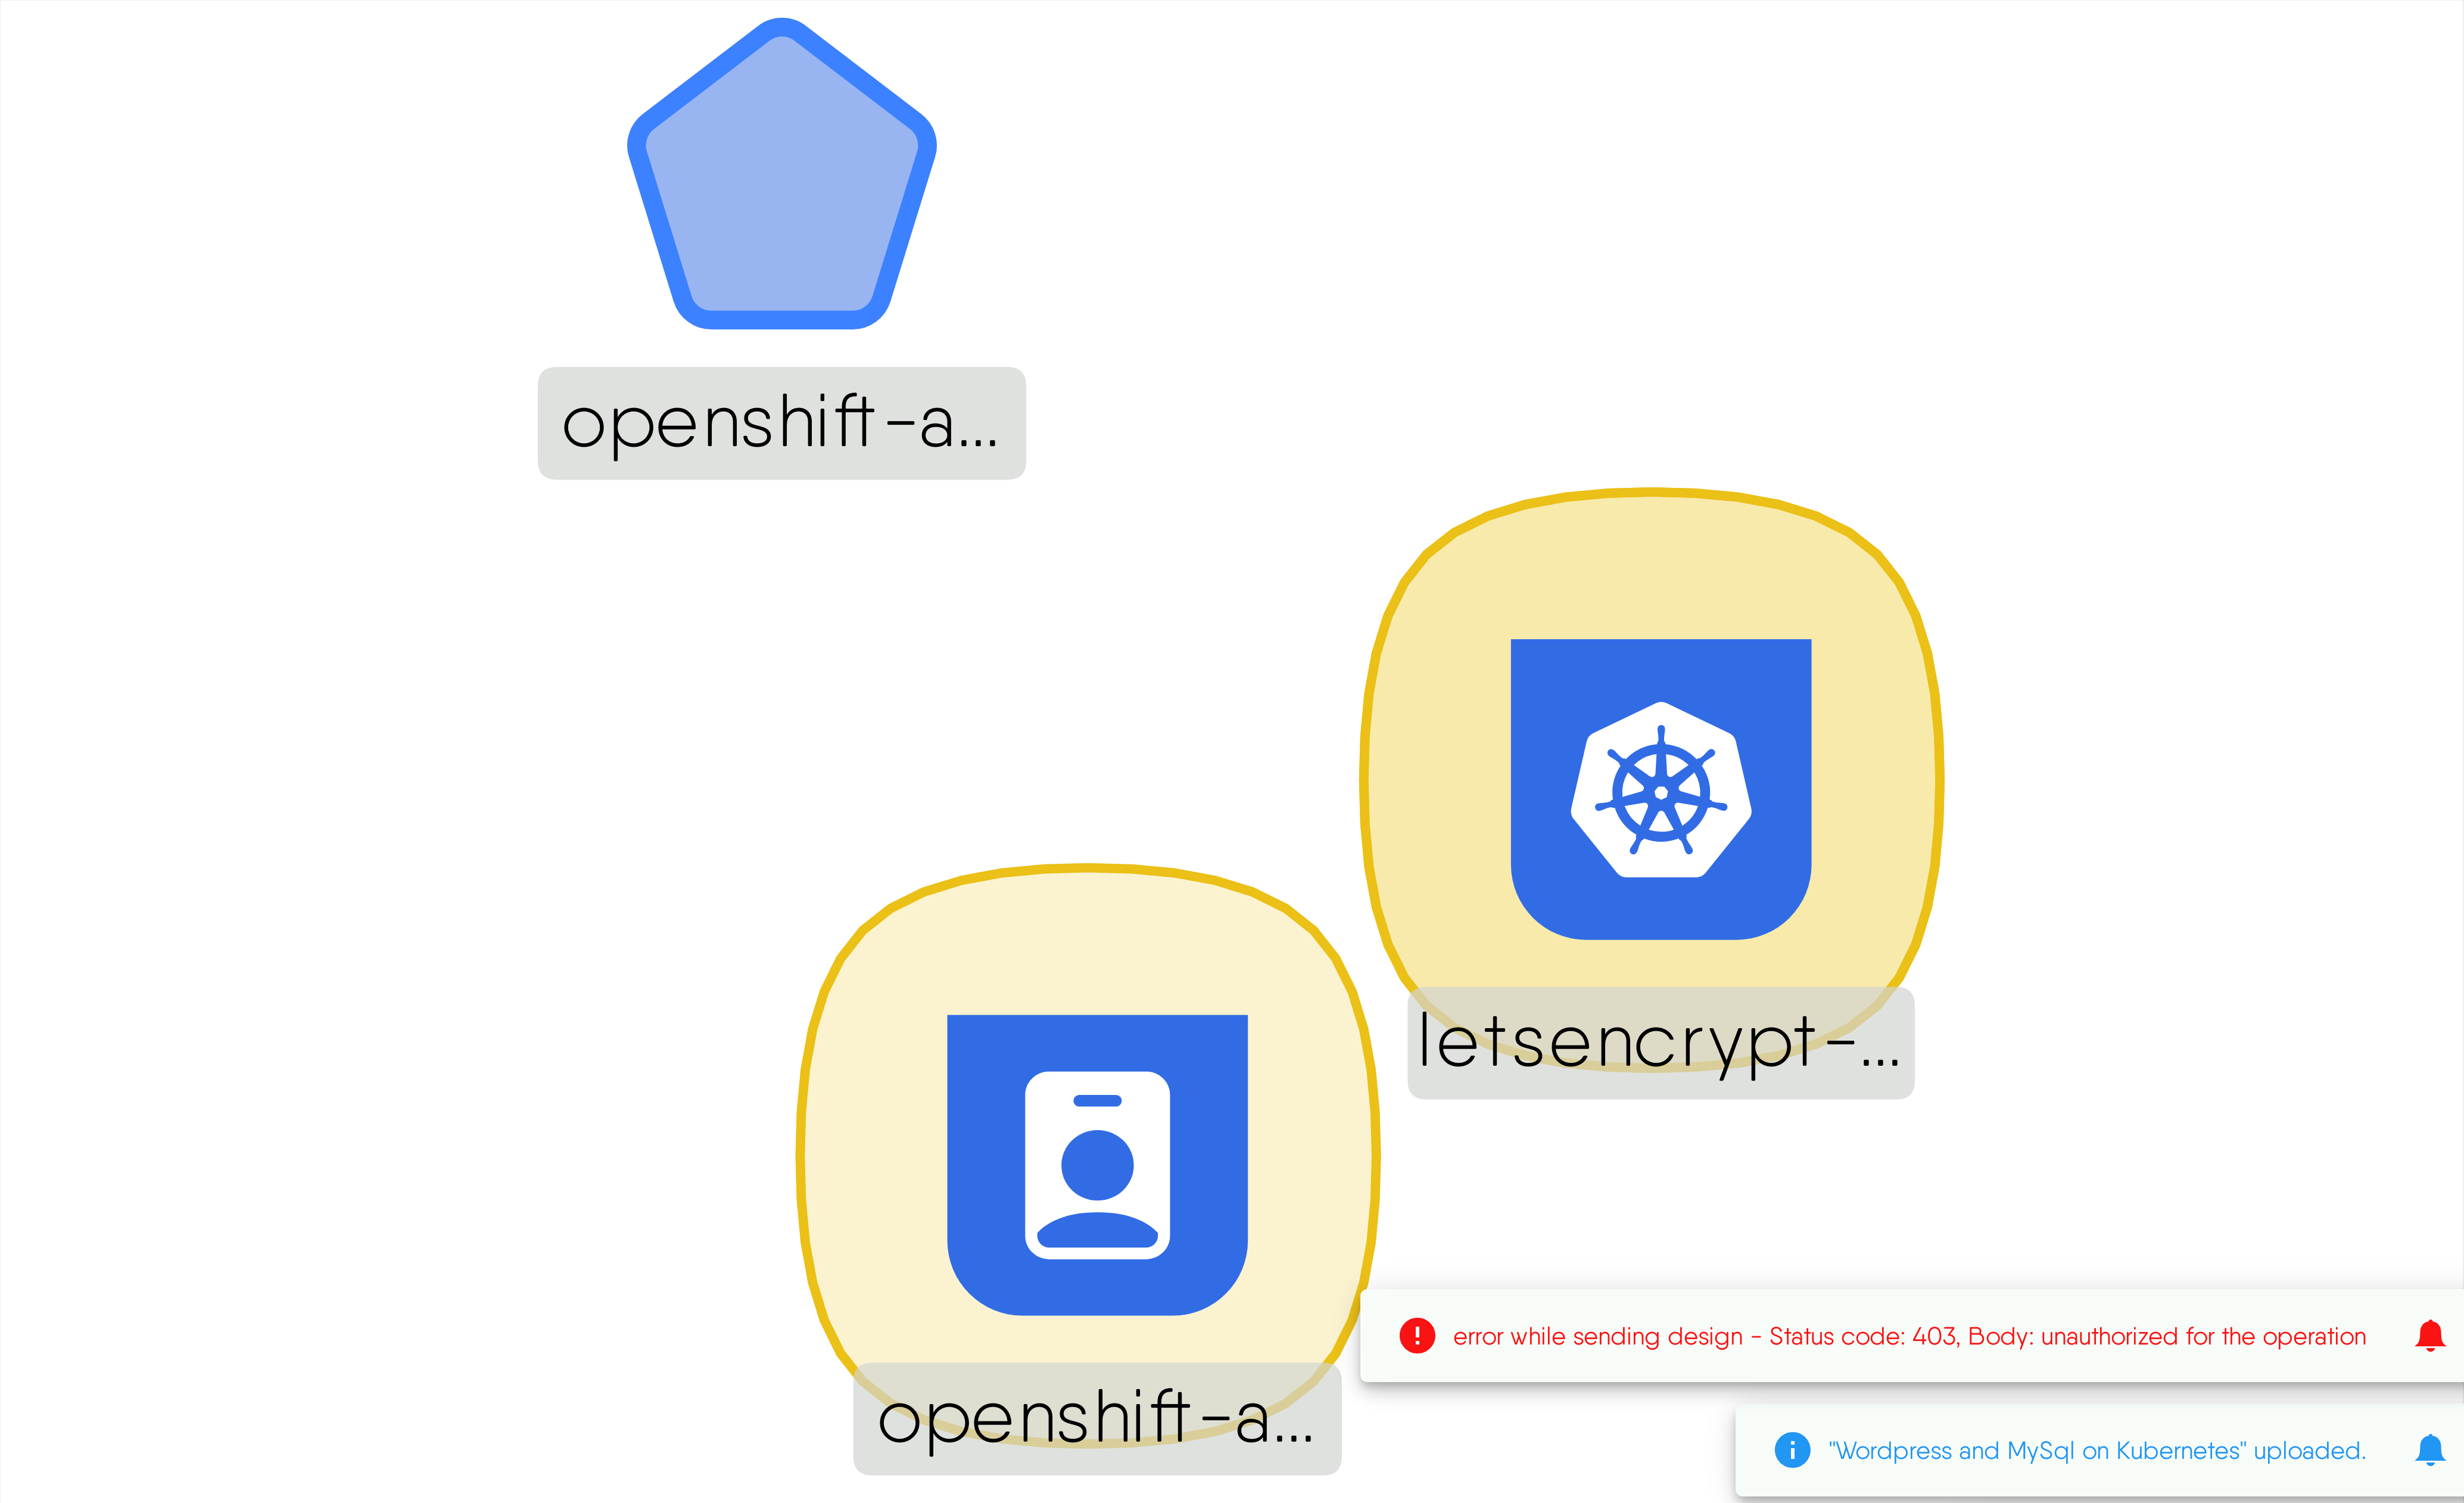 openshift-a...
letsencrypt-...
error while sending design - Status code: 403, Body: unauthorized for the operation
openshift-a...
"Wordpress and MySql on Kubernetes" uploaded.